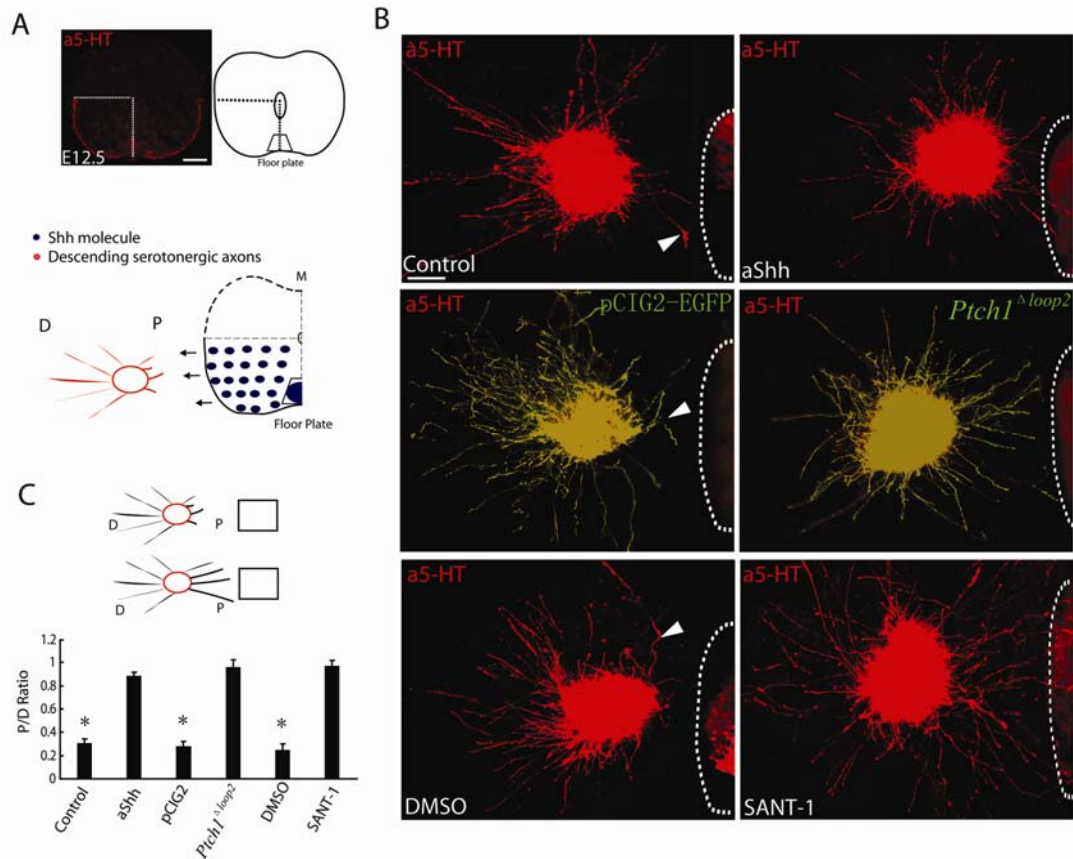 A
a5-HT
E12.5
Floor plate
Shh molecule
Descending serotonergic axons
M
D
P
C
Floor Plate
C
D
P
D
P
P/D Ratio
1.2
1
0.8
0.6
0.4
0.2
0
*
*
*
Control
aShh
pCIG2
Ptch1 Δloop2
DMSO
SANT-1
B
a5-HT
Control
a5-HT
aShh
a5-HT
pCIG2-EGFP
a5-HT
Ptch1 Δloop2
a5-HT
DMSO
a5-HT
SANT-1